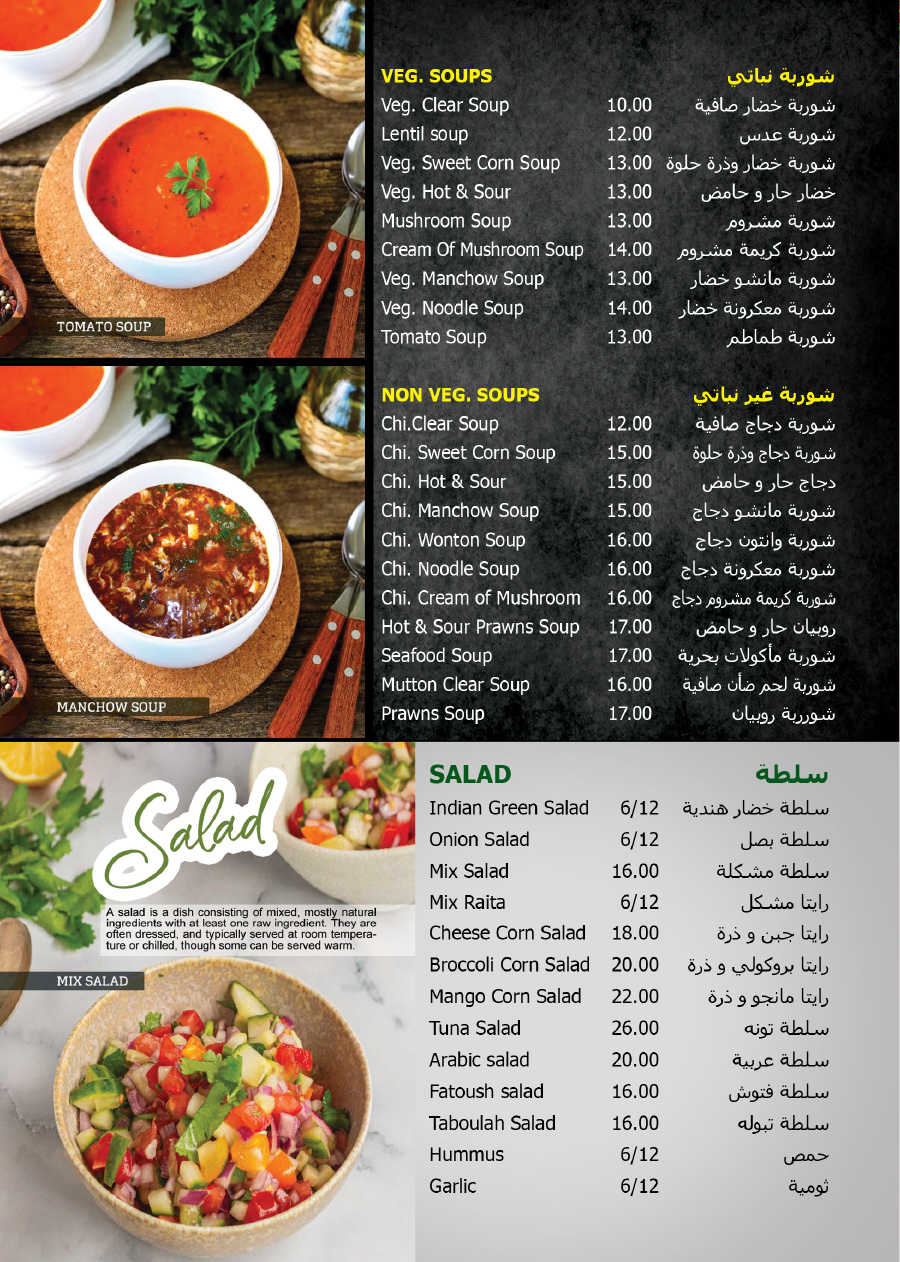 TOMATO SOUP
VEG. SOUPS شوربة نباتي
Veg. Clear Soup 10.00 شوربة خضار صافية
Lentil soup 12.00 شوربة عدس
Veg. Sweet Corn Soup 13.00 شوربة خضار وذرة حلوة
Veg. Hot & Sour 13.00 خضار حار و حامض
Mushroom Soup 13.00 شوربة مشروم
Cream Of Mushroom Soup 14.00 شوربة كريمة مشروم
Veg. Manchow Soup 13.00 شوربة مانشو خضار
Veg. Noodle Soup 14.00 شوربة معكرونة خضار
Tomato Soup 13.00 شوربة طماطم
MANCHOW SOUP
NON VEG. SOUPS شوربة غير نباتي
Chi.Clear Soup 12.00 شوربة دجاج صافية
Chi. Sweet Corn Soup 15.00 شوربة دجاج وذرة حلوة
Chi. Hot & Sour 15.00 دجاج حار و حامض
Chi. Manchow Soup 15.00 شوربة مانشو دجاج
Chi. Wonton Soup 16.00 شوربة وانتون دجاج
Chi. Noodle Soup 16.00 شوربة معكرونة دجاج
Chi. Cream of Mushroom 16.00 شوربة كريمة مشروم دجاج
Hot & Sour Prawns Soup 17.00 روبيان حار و حامض
Seafood Soup 17.00 شوربة مأكولات بحرية
Mutton Clear Soup 16.00 شوربة لحم ضأن صافية
Prawns Soup 17.00 شورربة روبيان
Salad
A salad is a dish consisting of mixed, mostly natural
ingredients with at least one raw ingredient. They are
often dressed, and typically served at room tempera-
ture or chilled, though some can be served warm.
MIX SALAD
SALAD سلطة
Indian Green Salad 6/12 سلطة خضار هندية
Onion Salad 6/12 سلطة بصل
Mix Salad 16.00 سلطة مشكلة
Mix Raita 6/12 رايتا مشكل
Cheese Corn Salad 18.00 رايتا جبن و ذرة
Broccoli Corn Salad 20.00 رايتا بروكولي و ذرة
Mango Corn Salad 22.00 رايتا مانجو و ذرة
Tuna Salad 26.00 سلطة تونه
Arabic salad 20.00 سلطة عربية
Fatoush salad 16.00 سلطة فتوش
Taboulah Salad 16.00 سلطة تبوله
Hummus 6/12 حمص
Garlic 6/12 ثومية